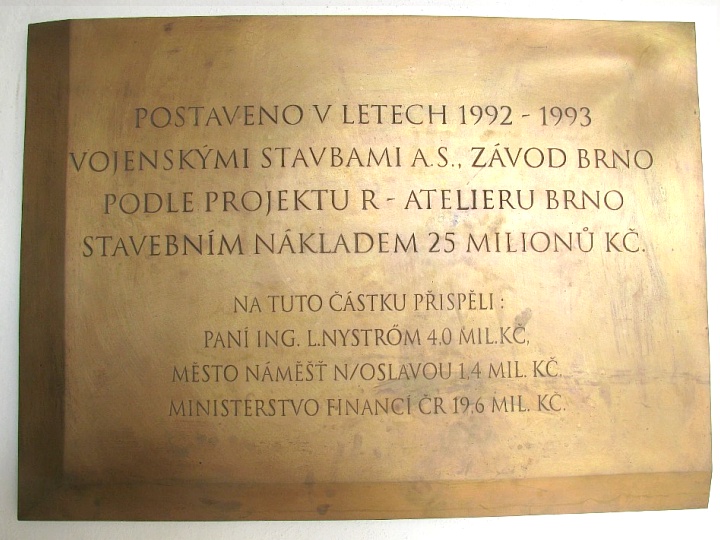 POSTAVENO V LETECH 1992 - 1993
VOJENSKÝMI STAVBAMI A.S., ZÁVOD BRNO
PODLE PROJEKTU R - ATELIERU BRNO
STAVEBNÍM NÁKLADEM 25 MILIONŮ KČ.
NA TUTO ČÁSTKU PŘISPĚLI :
PANÍ ING. L.NYSTRŐM 4,0 MIL.KČ,
MĚSTO NÁMĚŠŤ N/OSLAVOU 1,4 MIL. KČ,
MINISTERSTVO FINANCÍ ČR 19,6 MIL. KČ.